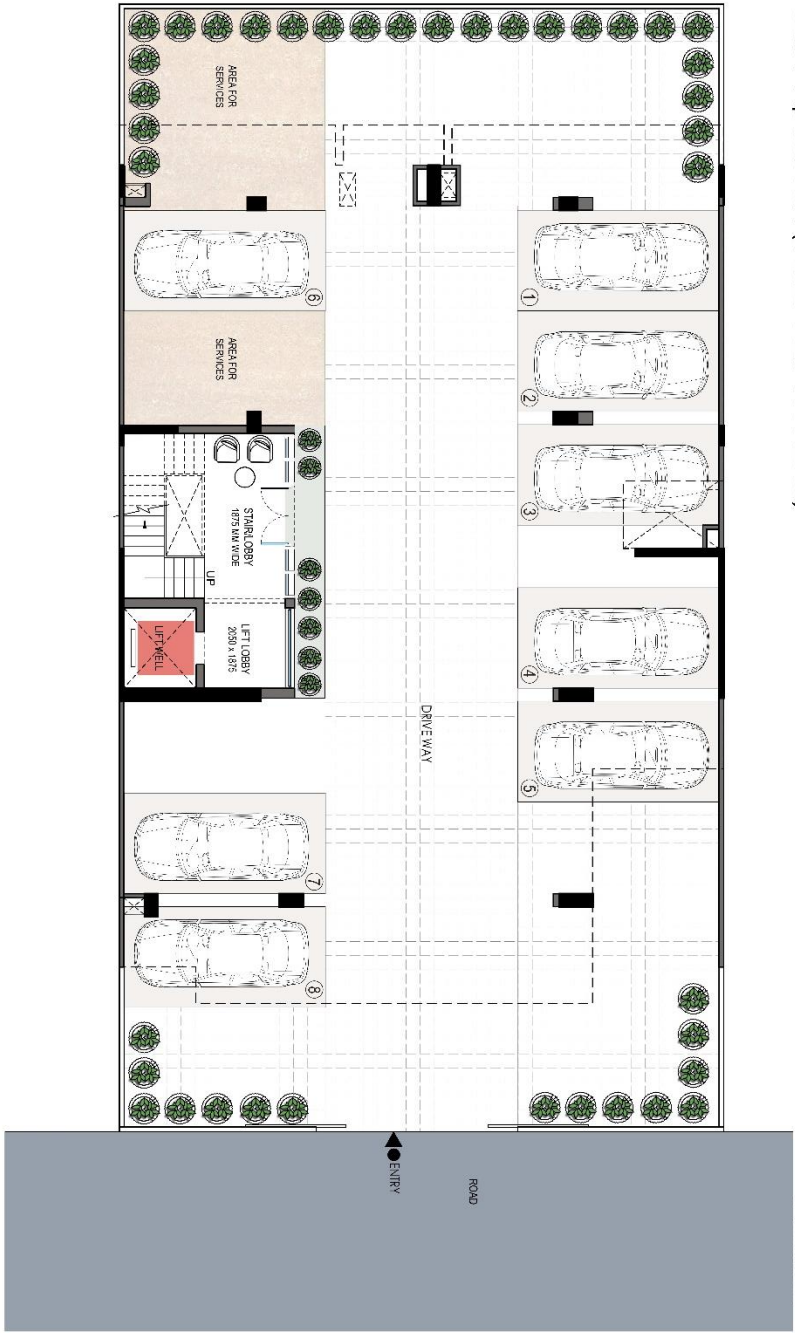 AREA FOR
SERVICES
6
1
AREA FOR
SERVICES
2
3
STAIR/LOBBY
1875 MM WIDE
UP
LIFT WELL
LIFT LOBBY
2050 x 1875
4
DRIVE WAY
5
7
8
ENTRY
ROAD